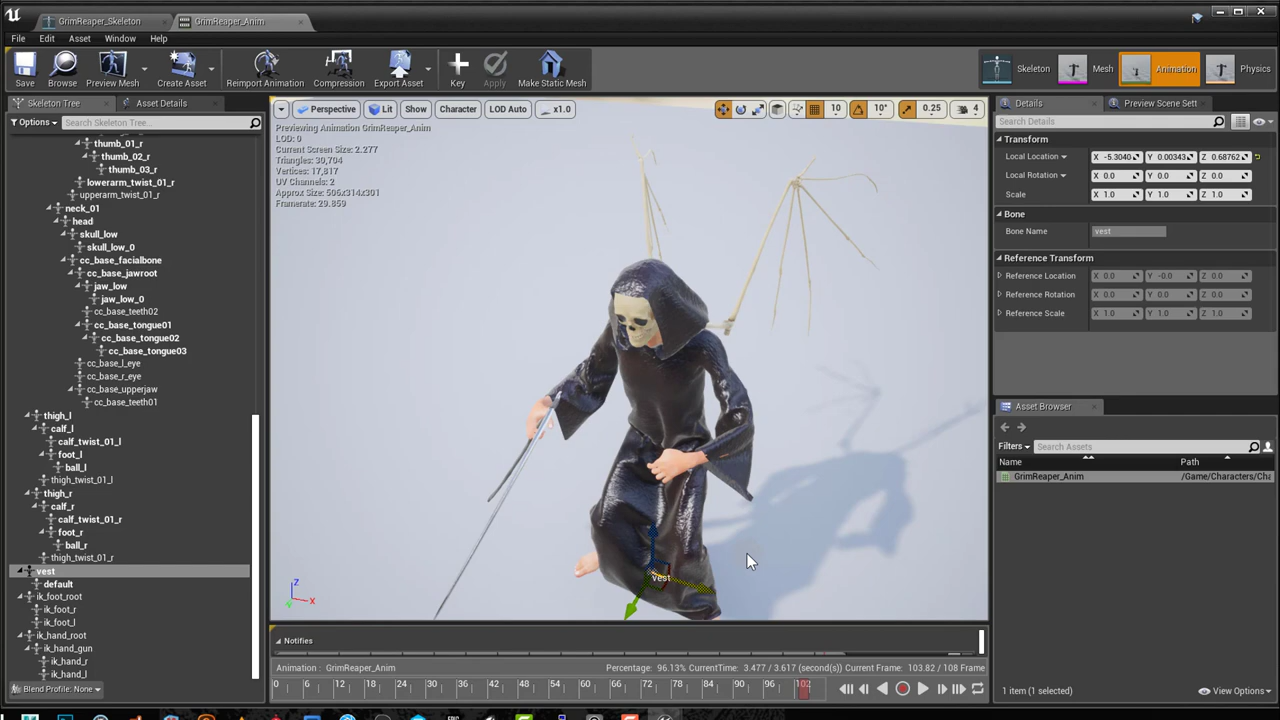 GrimReaper_Skeleton
GrimReaper_Anim
File Edit Asset Window Help
Save Browse Preview Mesh Create Asset Reimport Animation Compression Export Asset Key Apply Make Static Mesh Skeleton Mesh Animation Physics
Skeleton Tree Asset Details
Options Search Skeleton Tree...
thumb_01_r
thumb_02_r
thumb_03_r
lowerarm_twist_01_r
upperarm_twist_01_r
neck_01
head
skull_low
skull_low_0
cc_base_facialbone
cc_base_jawroot
jaw_low
jaw_low_0
cc_base_teeth02
cc_base_tongue01
cc_base_tongue02
cc_base_tongue03
cc_base_l_eye
cc_base_r_eye
cc_base_upperjaw
cc_base_teeth01
thigh_l
calf_l
calf_twist_01_l
foot_l
ball_l
thigh_twist_01_l
thigh_r
calf_r
calf_twist_01_r
foot_r
ball_r
thigh_twist_01_r
vest
default
ik_foot_root
ik_foot_r
ik_foot_l
ik_hand_root
ik_hand_gun
ik_hand_r
ik_hand_l
Blend Profile: None
Perspective Lit Show Character LOD Auto x1.0 10 10° 0.25 4
Previewing Animation GrimReaper_Anim
LOD: 0
Current Screen Size: 2.277
Triangles: 30,704
Vertices: 17,817
UV Channels: 2
Approx Size: 506x314x301
Framerate: 29.859
vest
Z
X
Y
Notifies
Animation : GrimReaper_Anim Percentage: 96.13% CurrentTime: 3.477 / 3.617 (second(s)) Current Frame: 103.82 / 108 Frame
0 6 12 18 24 30 36 42 48 54 60 66 72 78 84 90 96 102
Details Preview Scene Sett
Search Details
Transform
Local Location X -5.3040 Y 0.00343 Z 0.68762
Local Rotation X 0.0 Y 0.0 Z 0.0
Scale X 1.0 Y 1.0 Z 1.0
Bone
Bone Name vest
Reference Transform
Reference Location X 0.0 Y -0.0 Z 0.0
Reference Rotation X 0.0 Y 0.0 Z 0.0
Reference Scale X 1.0 Y 1.0 Z 1.0
Asset Browser
Filters Search Assets
Name Path
GrimReaper_Anim /Game/Characters/Cha
1 item (1 selected) View Options